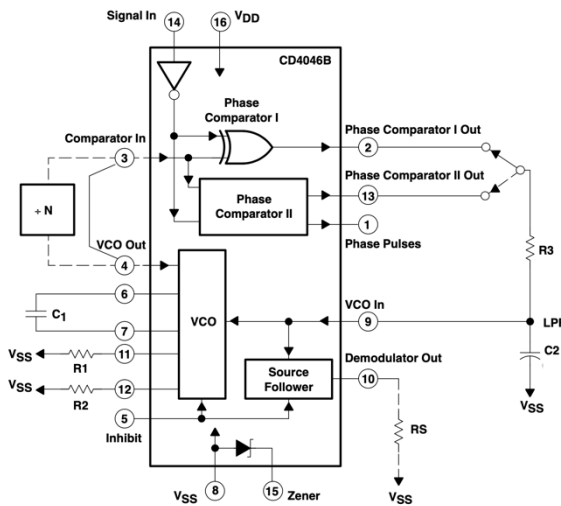 Signal In
14
16
VDD
CD4046B
Phase
Comparator I
Comparator In
3
Phase Comparator I Out
2
÷ N
Phase
Comparator II
Phase Comparator II Out
13
1
Phase Pulses
VCO Out
4
R3
6
C1
7
VCO
VCO In
9
LPF
C2
VSS
VSS
R1
11
VSS
R2
12
Source
Follower
Demodulator Out
10
5
Inhibit
RS
VSS
8
15
Zener
VSS